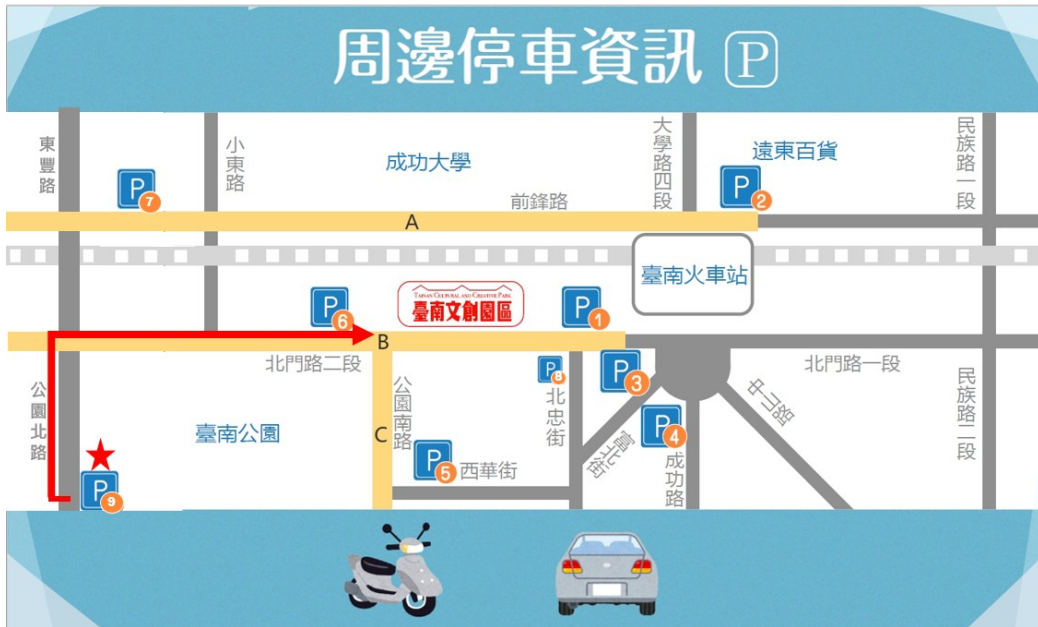 周邊停車資訊 P
東豐路
小東路
成功大學
大學路四段
遠東百貨
民族路一段
P 7
P 2
前鋒路
A
臺南火車站
TAINAN CULTURAL AND CREATIVE PARK
臺南文創園區
P 6
P 1
B
北門路二段
北門路一段
公園北路
臺南公園
公園南路
C
P 8
北忠街
P 3
P 4
富北街
成功路
中山路
民族路二段
P 5
西華街
P 9